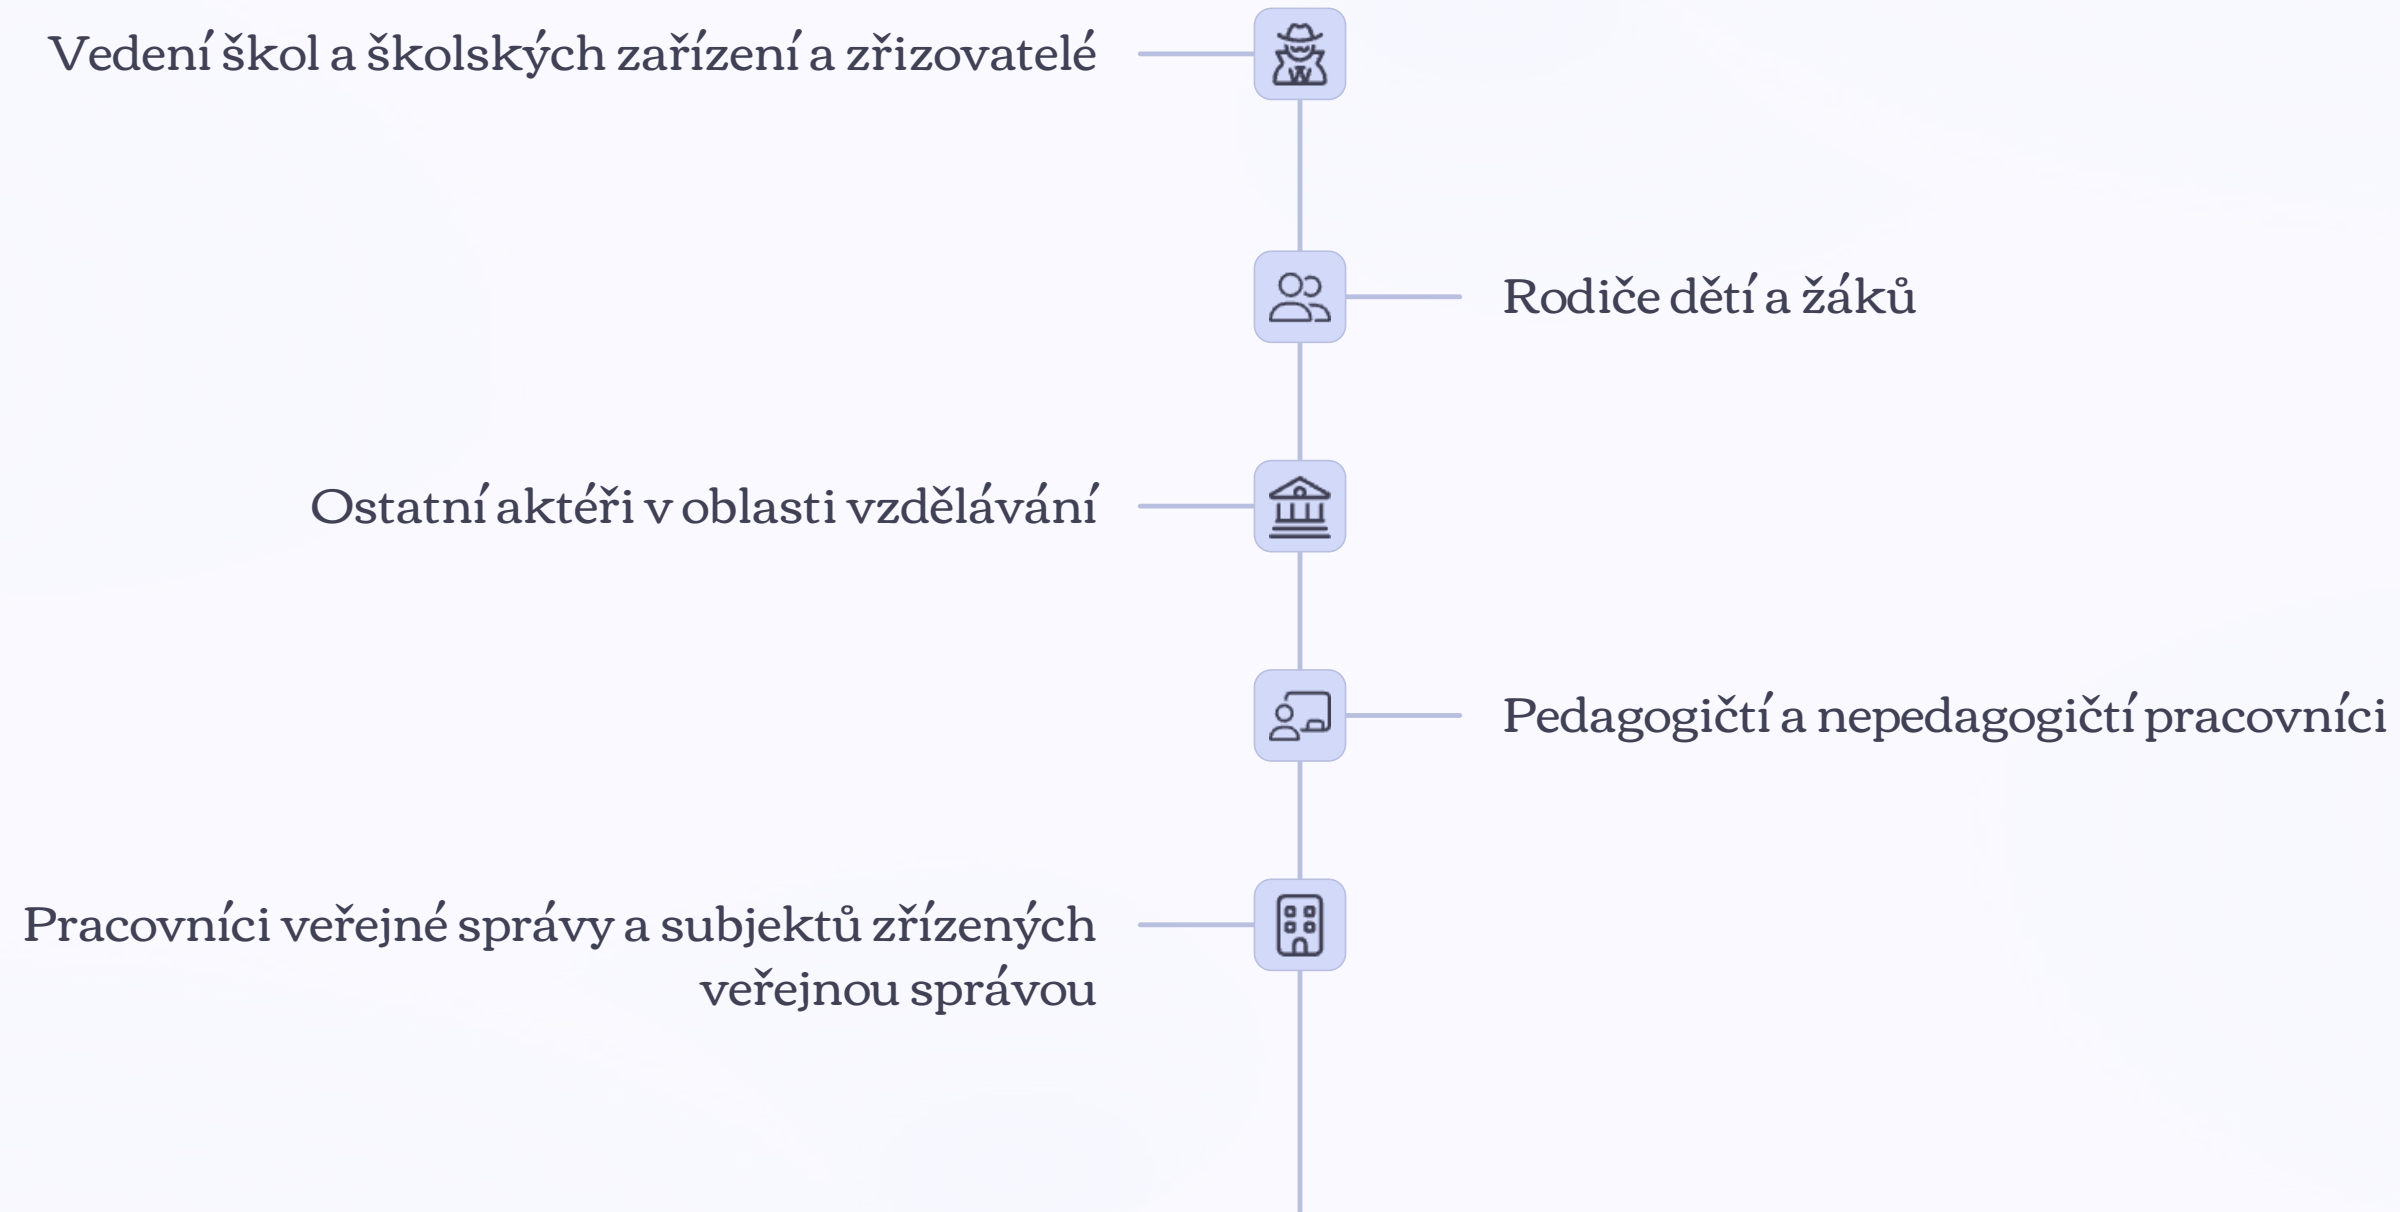 Vedení škol a školských zařízení a zřizovatelé
Rodiče dětí a žáků
Ostatní aktéři v oblasti vzdělávání
Pedagogičtí a nepedagogičtí pracovníci
Pracovníci veřejné správy a subjektů zřízených
veřejnou správou